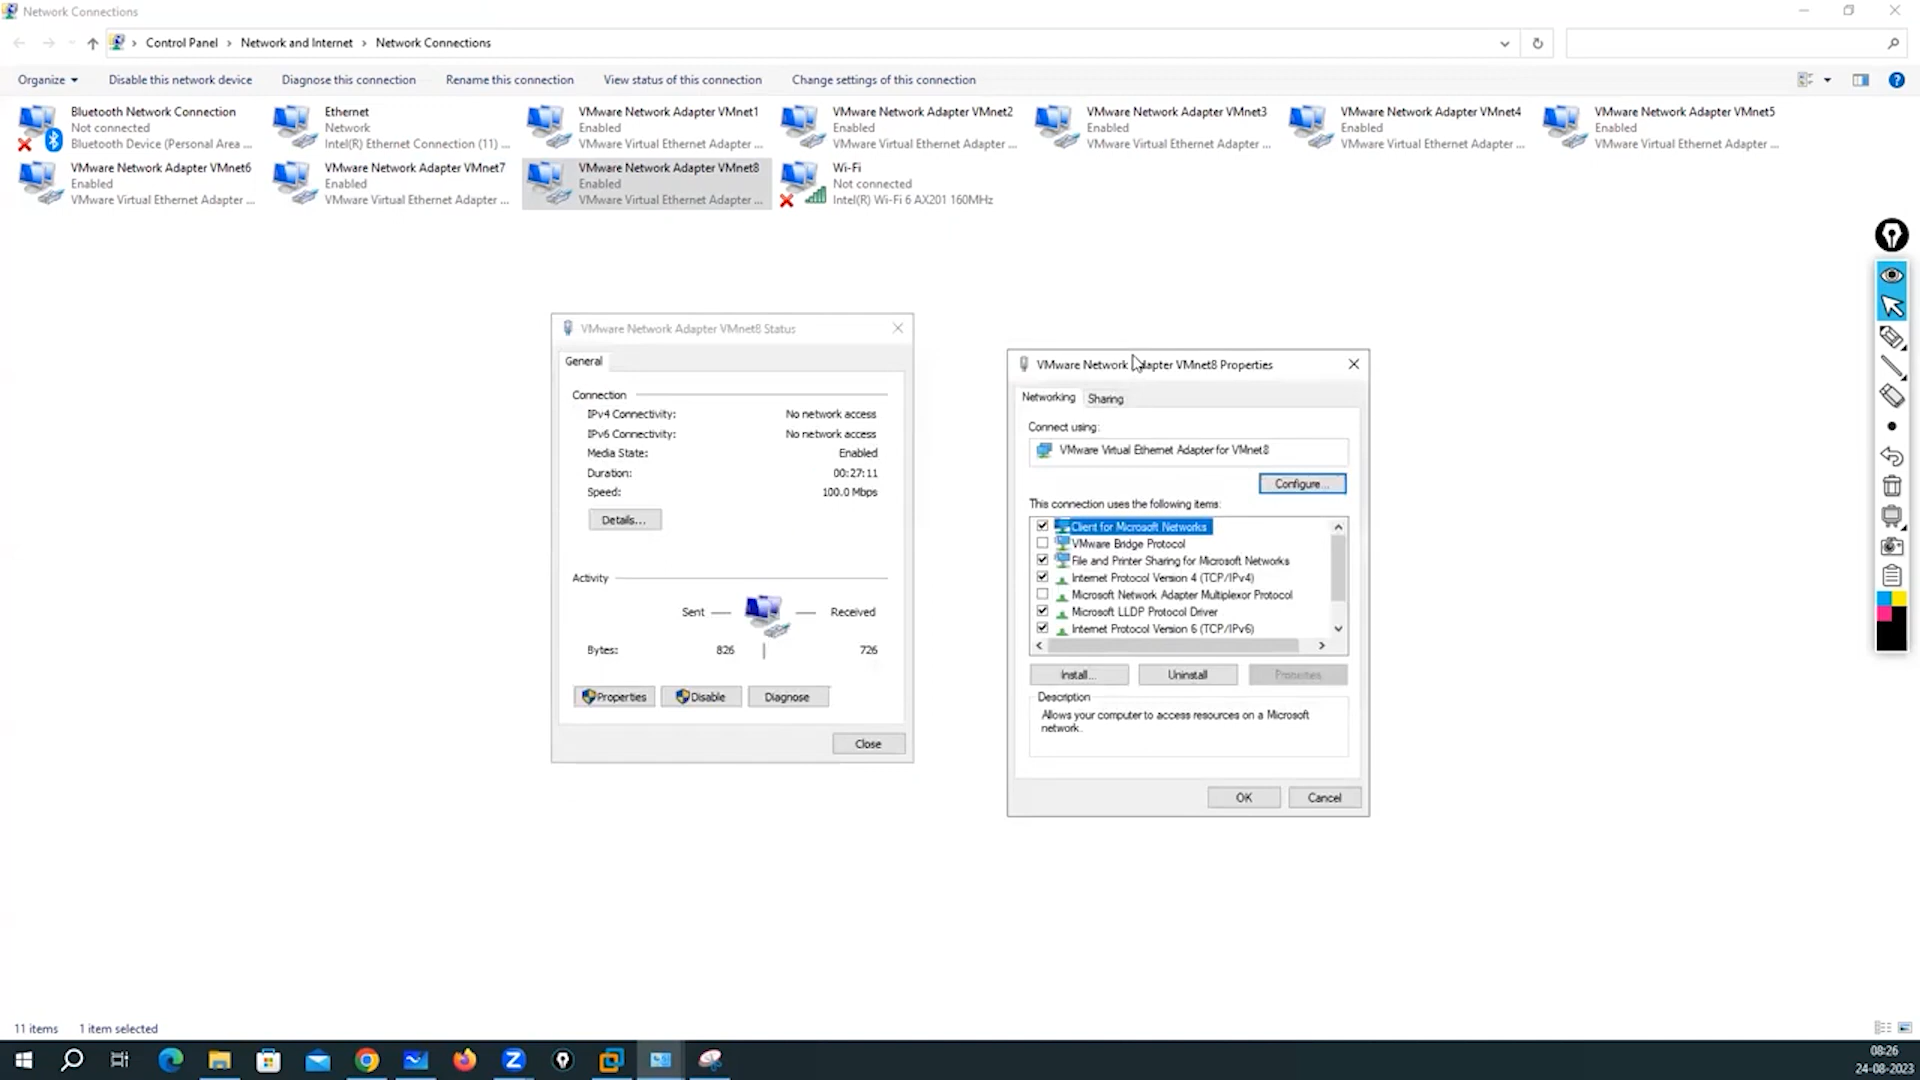 Network Connections
Control Panel
Network and Internet
Network Connections
Organize
Disable this network device
Diagnose this connection
Rename this connection
View status of this connection
Change settings of this connection
Bluetooth Network Connection
Not connected
Bluetooth Device (Personal Area ...
Ethernet
Network
Intel(R) Ethernet Connection (11) ...
VMware Network Adapter VMnet1
Enabled
VMware Virtual Ethernet Adapter ...
VMware Network Adapter VMnet2
Enabled
VMware Virtual Ethernet Adapter ...
VMware Network Adapter VMnet3
Enabled
VMware Virtual Ethernet Adapter ...
VMware Network Adapter VMnet4
Enabled
VMware Virtual Ethernet Adapter ...
VMware Network Adapter VMnet5
Enabled
VMware Virtual Ethernet Adapter ...
VMware Network Adapter VMnet6
Enabled
VMware Virtual Ethernet Adapter ...
VMware Network Adapter VMnet7
Enabled
VMware Virtual Ethernet Adapter ...
VMware Network Adapter VMnet8
Enabled
VMware Virtual Ethernet Adapter ...
Wi-Fi
Not connected
Intel(R) Wi-Fi 6 AX201 160MHz
VMware Network Adapter VMnet8 Status
General
Connection
IPv4 Connectivity: No network access
IPv6 Connectivity: No network access
Media State: Enabled
Duration: 00:27:11
Speed: 100.0 Mbps
Details...
Activity
Sent Received
Bytes: 826 726
Properties Disable Diagnose
Close
VMware Network Adapter VMnet8 Properties
Networking Sharing
Connect using:
VMware Virtual Ethernet Adapter for VMnet8
Configure...
This connection uses the following items:
Client for Microsoft Networks
VMware Bridge Protocol
File and Printer Sharing for Microsoft Networks
Internet Protocol Version 4 (TCP/IPv4)
Microsoft Network Adapter Multiplexor Protocol
Microsoft LLDP Protocol Driver
Internet Protocol Version 6 (TCP/IPv6)
Install... Uninstall Properties
Description
Allows your computer to access resources on a Microsoft
network.
OK Cancel
11 items 1 item selected
08:26
24-08-2023